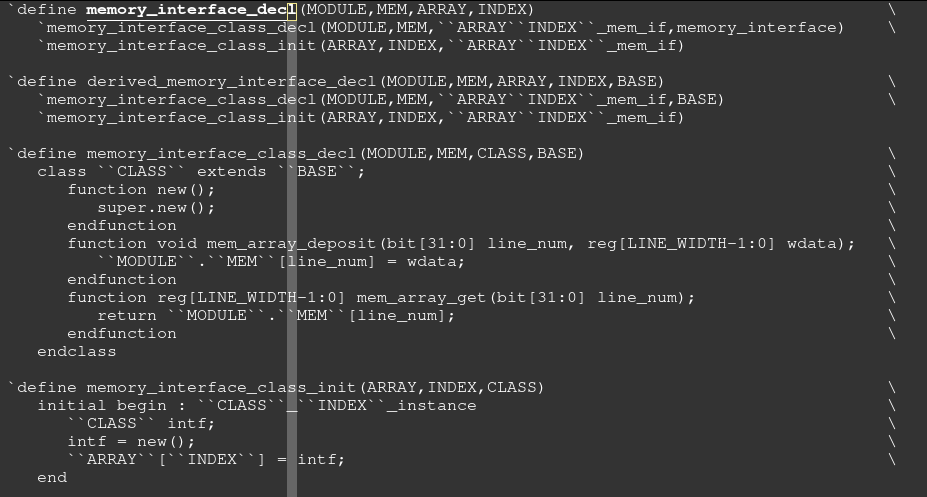 `define memory_interface_decl(MODULE,MEM,ARRAY,INDEX) \
   `memory_interface_class_decl(MODULE,MEM,``ARRAY``INDEX``_mem_if,memory_interface) \
   `memory_interface_class_init(ARRAY,INDEX,``ARRAY``INDEX``_mem_if)
`define derived_memory_interface_decl(MODULE,MEM,ARRAY,INDEX,BASE) \
   `memory_interface_class_decl(MODULE,MEM,``ARRAY``INDEX``_mem_if,BASE) \
   `memory_interface_class_init(ARRAY,INDEX,``ARRAY``INDEX``_mem_if)
`define memory_interface_class_decl(MODULE,MEM,CLASS,BASE) \
   class ``CLASS`` extends ``BASE``; \
      function new(); \
         super.new(); \
      endfunction \
      function void mem_array_deposit(bit[31:0] line_num, reg[LINE_WIDTH-1:0] wdata); \
         ``MODULE``.``MEM``[line_num] = wdata; \
      endfunction \
      function reg[LINE_WIDTH-1:0] mem_array_get(bit[31:0] line_num); \
         return ``MODULE``.``MEM``[line_num]; \
      endfunction \
   endclass
`define memory_interface_class_init(ARRAY,INDEX,CLASS) \
   initial begin : ``CLASS``_``INDEX``_instance \
      ``CLASS`` intf; \
      intf = new(); \
      ``ARRAY``[``INDEX``] = intf; \
   end